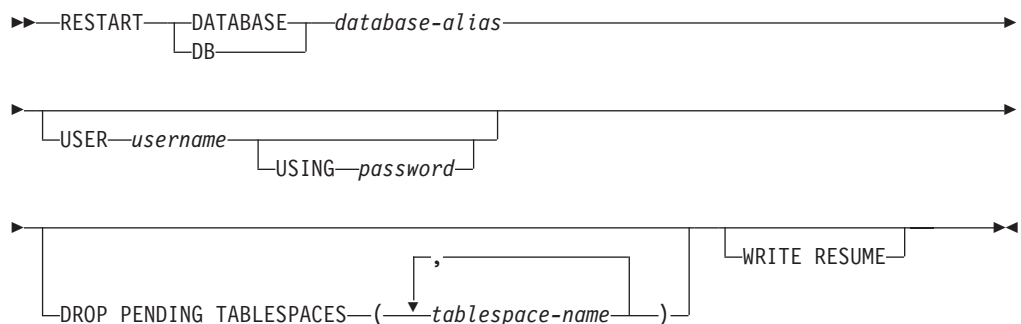 RESTART DATABASE database-alias
DB
USER username
USING password
WRITE RESUME
,
DROP PENDING TABLESPACES ( tablespace-name )